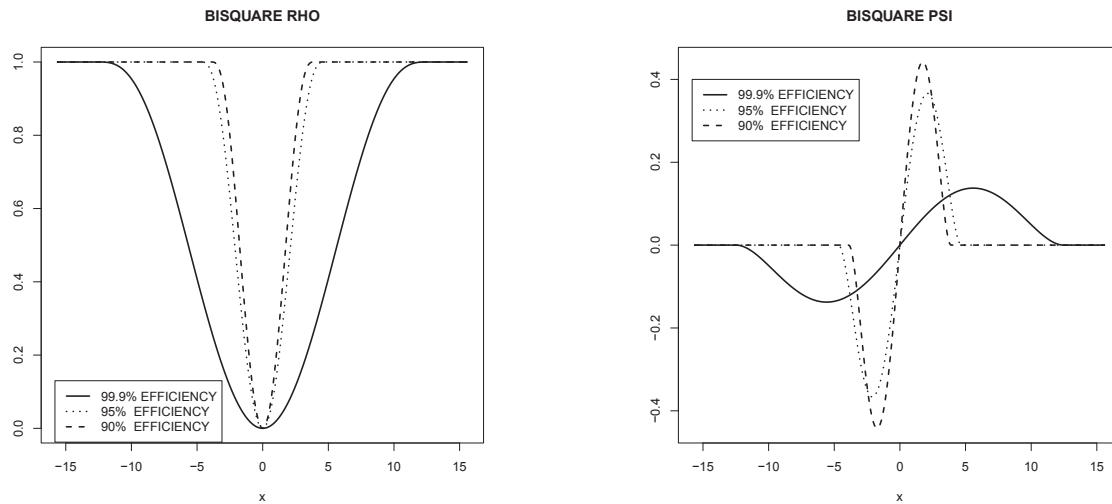 BISQUARE RHO
1.0
0.8
0.6
0.4
0.2
0.0
99.9% EFFICIENCY
95% EFFICIENCY
90% EFFICIENCY
−15 −10 −5 0 5 10 15
x
BISQUARE PSI
0.4
0.2
0.0
−0.2
−0.4
99.9% EFFICIENCY
95% EFFICIENCY
90% EFFICIENCY
−15 −10 −5 0 5 10 15
x